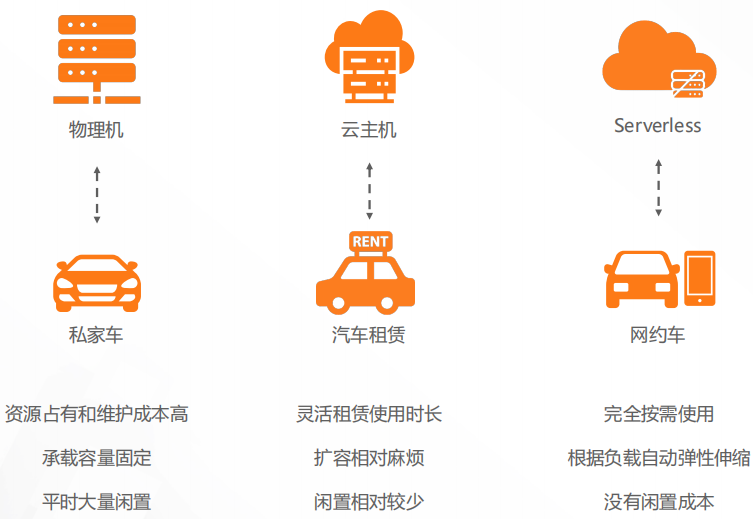 物理机
云主机
Serverless
RENT
私家车
汽车租赁
网约车
资源占有和维护成本高
灵活租赁使用时长
完全按需使用
承载容量固定
扩容相对麻烦
根据负载自动弹性伸缩
平时大量闲置
闲置相对较少
没有闲置成本